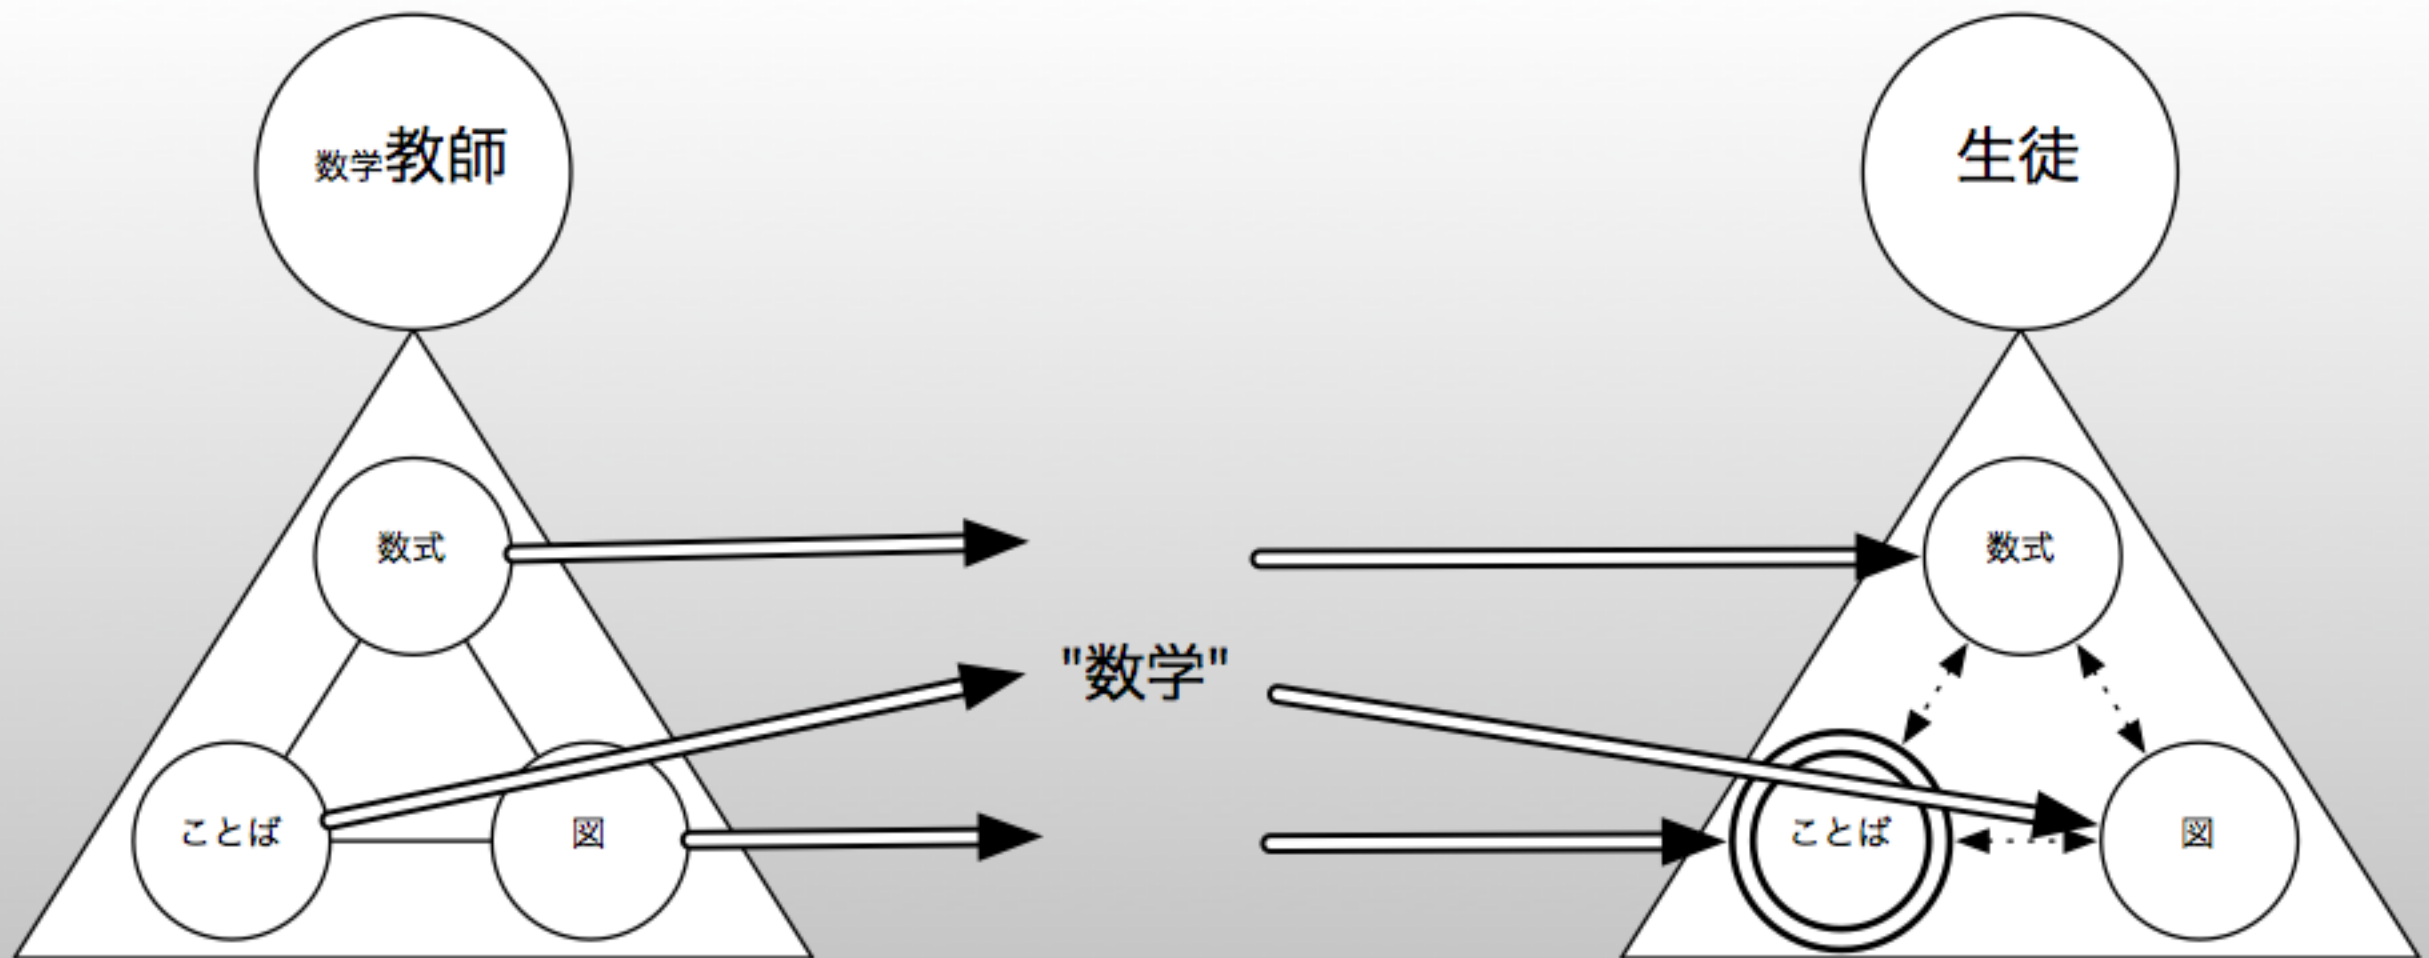 数学教師
生徒
数式
数式
"数学"
ことば
図
ことば
図